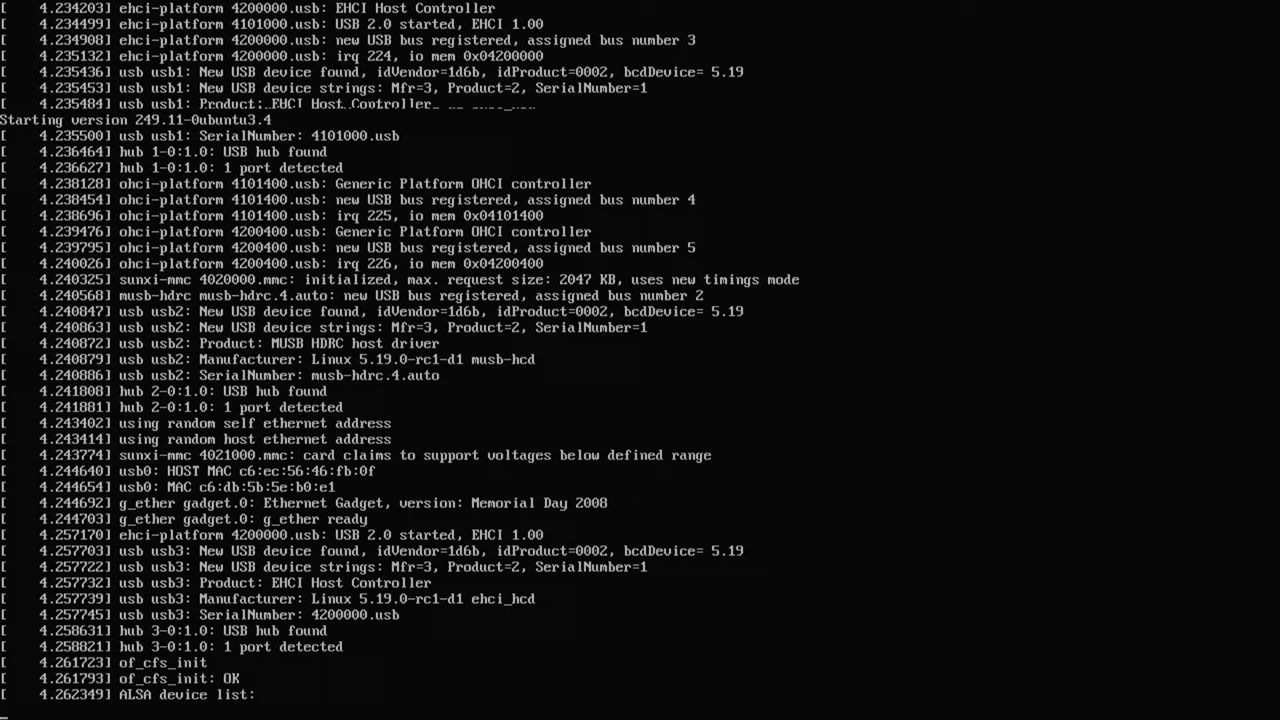 [    4.234203] ehci-platform 4200000.usb: EHCI Host Controller
[    4.234499] ehci-platform 4101000.usb: USB 2.0 started, EHCI 1.00
[    4.234908] ehci-platform 4200000.usb: new USB bus registered, assigned bus number 3
[    4.235132] ehci-platform 4200000.usb: irq 224, io mem 0x04200000
[    4.235436] usb usb1: New USB device found, idVendor=1d6b, idProduct=0002, bcdDevice= 5.19
[    4.235453] usb usb1: New USB device strings: Mfr=3, Product=2, SerialNumber=1
[    4.235484] usb usb1: Product: EHCI Host Controller
Starting version 249.11-0ubuntu3.4
[    4.235500] usb usb1: SerialNumber: 4101000.usb
[    4.236464] hub 1-0:1.0: USB hub found
[    4.236627] hub 1-0:1.0: 1 port detected
[    4.238128] ohci-platform 4101400.usb: Generic Platform OHCI controller
[    4.238454] ohci-platform 4101400.usb: new USB bus registered, assigned bus number 4
[    4.238696] ohci-platform 4101400.usb: irq 225, io mem 0x04101400
[    4.239476] ohci-platform 4200400.usb: Generic Platform OHCI controller
[    4.239795] ohci-platform 4200400.usb: new USB bus registered, assigned bus number 5
[    4.240026] ohci-platform 4200400.usb: irq 226, io mem 0x04200400
[    4.240325] sunxi-mmc 4020000.mmc: initialized, max. request size: 2047 KB, uses new timings mode
[    4.240568] musb-hdrc musb-hdrc.4.auto: new USB bus registered, assigned bus number 2
[    4.240847] usb usb2: New USB device found, idVendor=1d6b, idProduct=0002, bcdDevice= 5.19
[    4.240863] usb usb2: New USB device strings: Mfr=3, Product=2, SerialNumber=1
[    4.240872] usb usb2: Product: MUSB HDRC host driver
[    4.240879] usb usb2: Manufacturer: Linux 5.19.0-rc1-d1 musb-hcd
[    4.240886] usb usb2: SerialNumber: musb-hdrc.4.auto
[    4.241808] hub 2-0:1.0: USB hub found
[    4.241881] hub 2-0:1.0: 1 port detected
[    4.243402] using random self ethernet address
[    4.243414] using random host ethernet address
[    4.243774] sunxi-mmc 4021000.mmc: card claims to support voltages below defined range
[    4.244640] usb0: HOST MAC c6:ec:56:46:fb:0f
[    4.244654] usb0: MAC c6:db:5b:5e:b0:e1
[    4.244692] g_ether gadget.0: Ethernet Gadget, version: Memorial Day 2008
[    4.244703] g_ether gadget.0: g_ether ready
[    4.257170] ehci-platform 4200000.usb: USB 2.0 started, EHCI 1.00
[    4.257703] usb usb3: New USB device found, idVendor=1d6b, idProduct=0002, bcdDevice= 5.19
[    4.257722] usb usb3: New USB device strings: Mfr=3, Product=2, SerialNumber=1
[    4.257732] usb usb3: Product: EHCI Host Controller
[    4.257739] usb usb3: Manufacturer: Linux 5.19.0-rc1-d1 ehci_hcd
[    4.257745] usb usb3: SerialNumber: 4200000.usb
[    4.258631] hub 3-0:1.0: USB hub found
[    4.258821] hub 3-0:1.0: 1 port detected
[    4.261723] of_cfs_init
[    4.261793] of_cfs_init: OK
[    4.262349] ALSA device list: